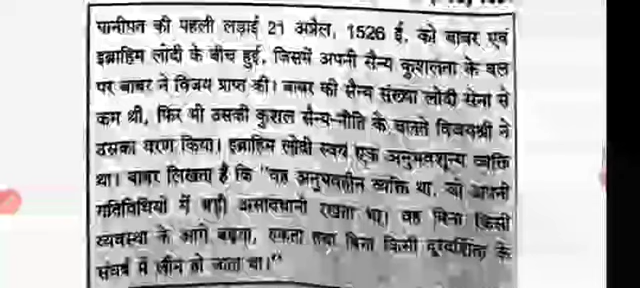 पानीपत की पहली लड़ाई 21 अप्रैल, 1526 ई. को बाबर एवं
इब्राहिम लोदी के बीच हुई, जिसमें अपनी सैन्य कुशलता के बल
पर बाबर ने विजय प्राप्त की। बाबर की सैन्य संख्या लोदी सेना से
कम थी, फिर भी उसकी कुशल सैन्य-नीति के चलते विजयश्री ने
उसका वरण किया। इब्राहिम लोदी स्वयं एक अनुभवशून्य व्यक्ति
था। बाबर लिखता है कि "वह अनुभवहीन व्यक्ति था, जो अपनी
गतिविधियों में बड़ी असावधानी रखता था। वह बिना किसी
व्यवस्था के आगे बढ़ता, रुकता तथा बिना किसी दूरदर्शिता के
संघर्ष में लीन हो जाता था।"